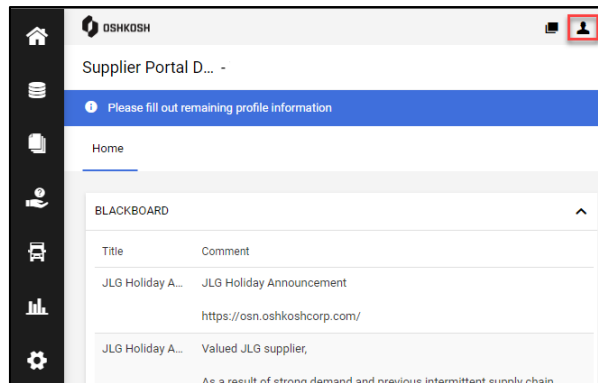 OSHKOSH
Supplier Portal D... -
Please fill out remaining profile information
Home
BLACKBOARD
Title Comment
JLG Holiday A... JLG Holiday Announcement
https://osn.oshkoshcorp.com/
JLG Holiday A... Valued JLG supplier,
As a result of strong demand and previous intermittent supply chain